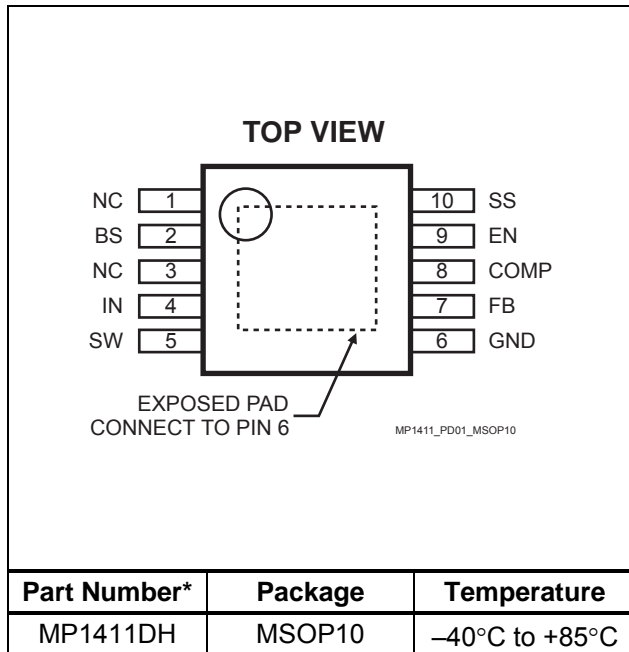 TOP VIEW
NC 1
BS 2
NC 3
IN 4
SW 5
10 SS
9 EN
8 COMP
7 FB
6 GND
EXPOSED PAD
CONNECT TO PIN 6
MP1411_PD01_MSOP10
Part Number* Package Temperature
MP1411DH MSOP10 –40°C to +85°C